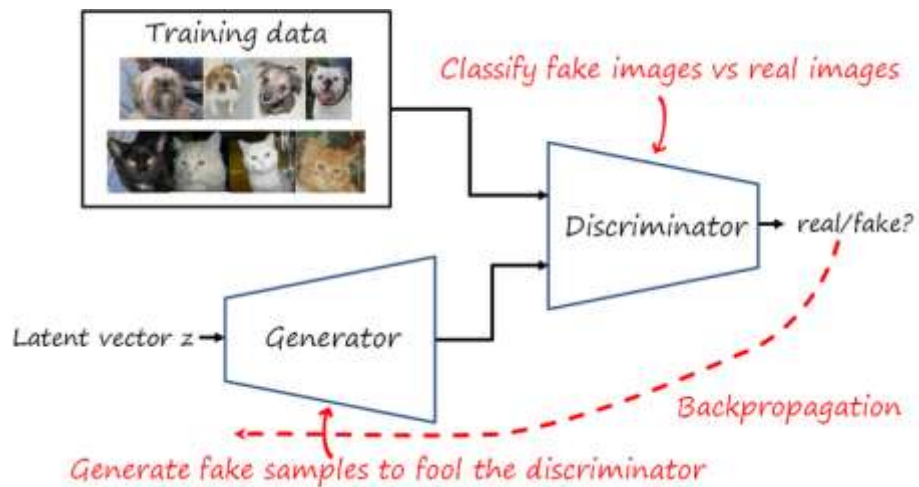 Training data
Classify fake images vs real images
Discriminator
real/fake?
Latent vector z
Generator
Backpropagation
Generate fake samples to fool the discriminator